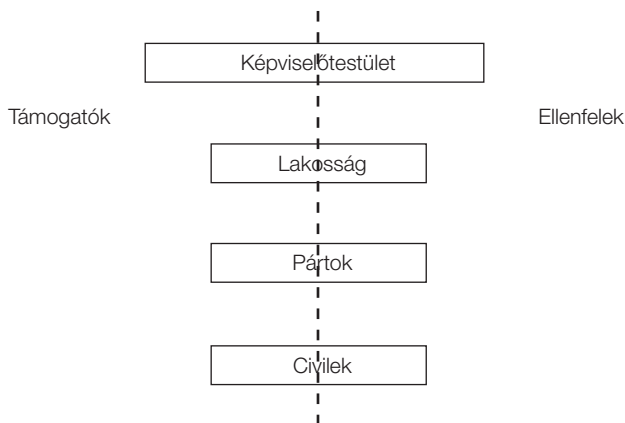 Képviselőtestület
Támogatók
Ellenfelek
Lakosság
Pártok
Civilek